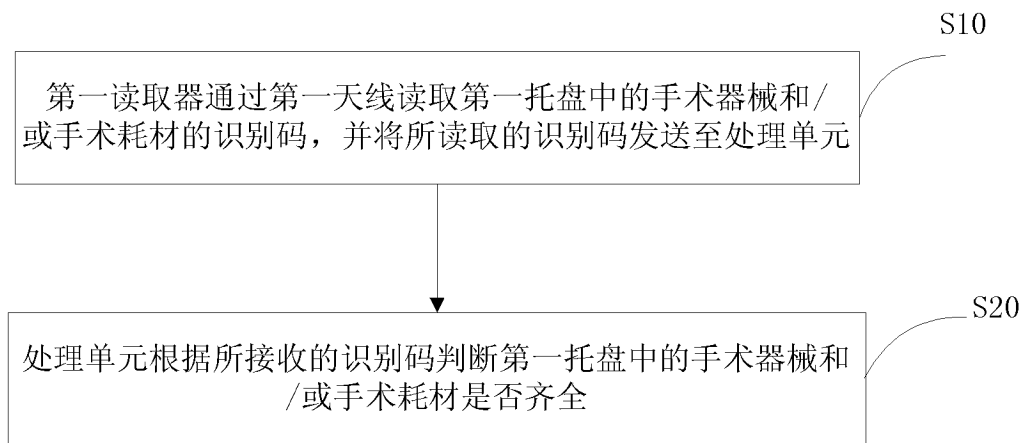 S10
第一读取器通过第一天线读取第一托盘中的手术器械和/
或手术耗材的识别码，并将所读取的识别码发送至处理单元
S20
处理单元根据所接收的识别码判断第一托盘中的手术器械和
/或手术耗材是否齐全